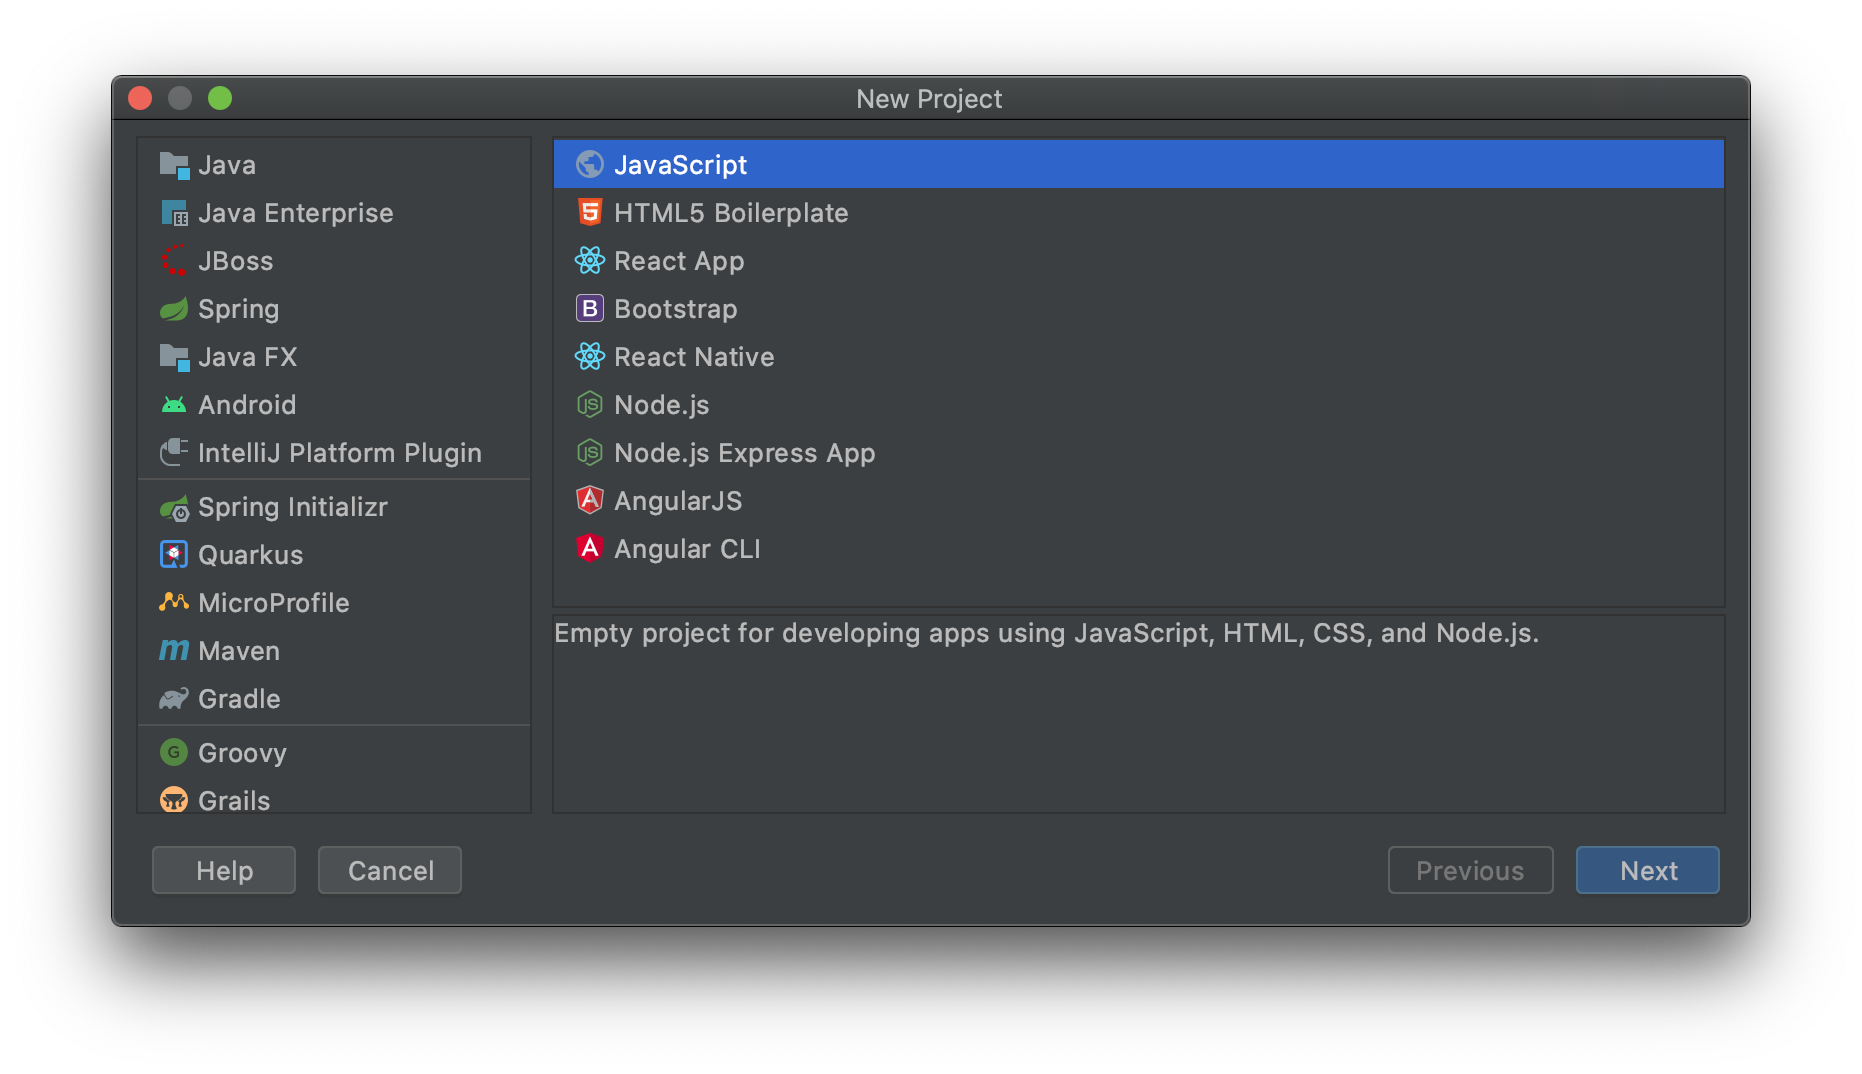 New Project
Java
Java Enterprise
JBoss
Spring
Java FX
Android
IntelliJ Platform Plugin
Spring Initializr
Quarkus
MicroProfile
Maven
Gradle
Groovy
Grails
JavaScript
HTML5 Boilerplate
React App
Bootstrap
React Native
Node.js
Node.js Express App
AngularJS
Angular CLI
Empty project for developing apps using JavaScript, HTML, CSS, and Node.js.
Help
Cancel
Previous
Next